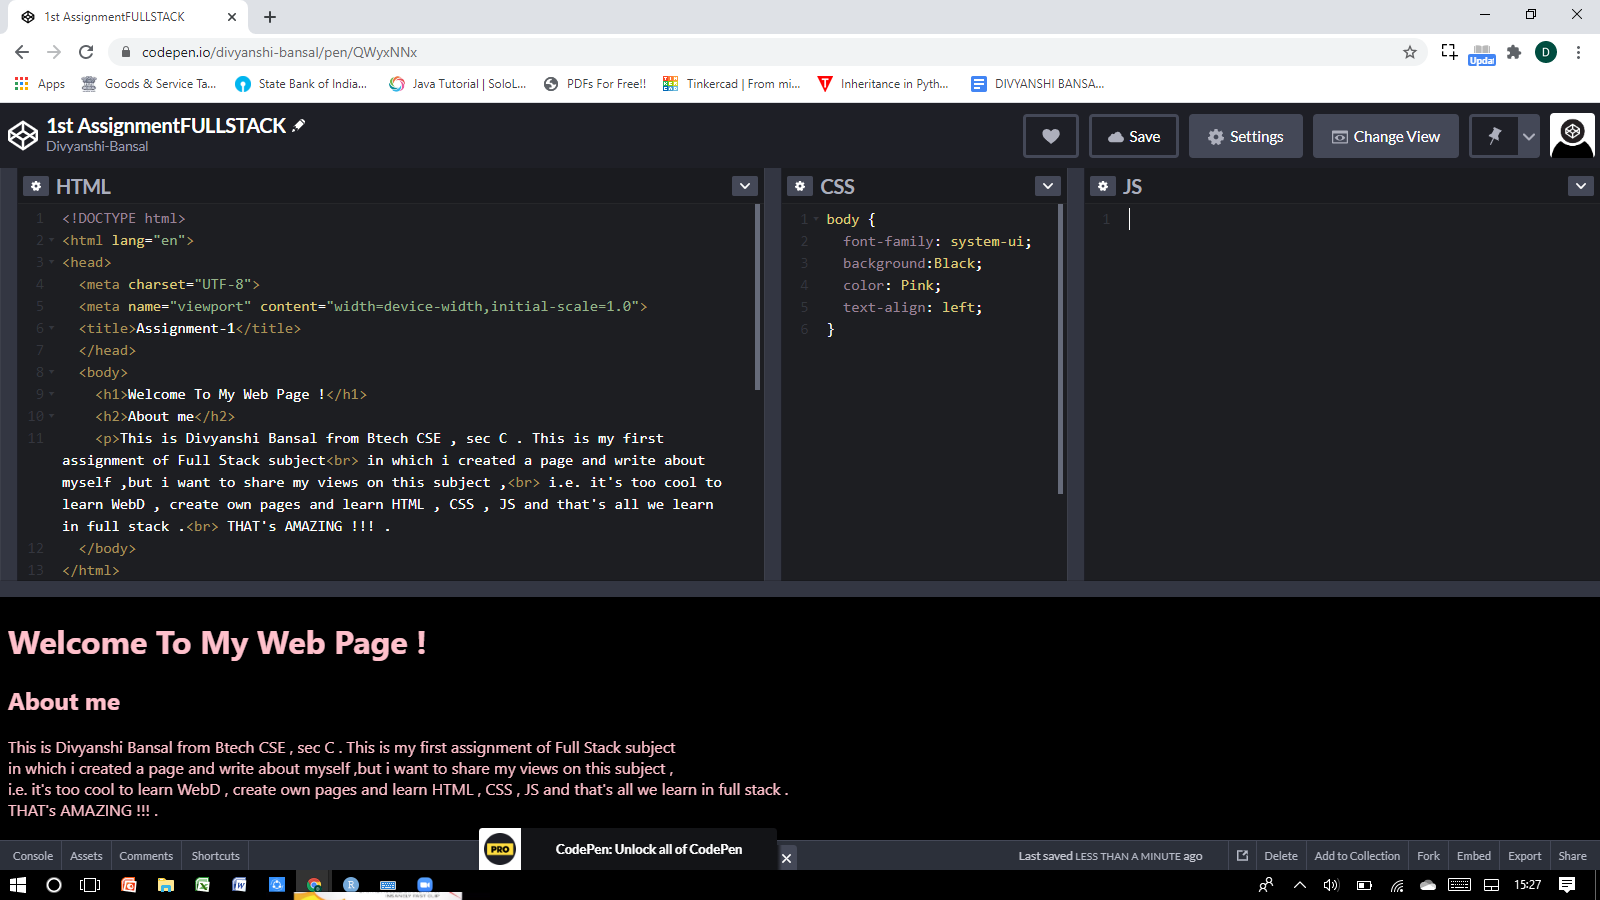 1st AssignmentFULLSTACK
codepen.io/divyanshi-bansal/pen/QWyxNNx
Updat
D
Apps
Goods & Service Ta...
State Bank of India...
Java Tutorial | SoloL...
PDFs For Free!!
Tinkercad | From mi...
Inheritance in Pyth...
DIVYANSHI BANSA...
1st AssignmentFULLSTACK
Divyanshi-Bansal
Save
Settings
Change View
HTML
1 <!DOCTYPE html>
2 <html lang="en">
3 <head>
4 <meta charset="UTF-8">
5 <meta name="viewport" content="width=device-width,initial-scale=1.0">
6 <title>Assignment-1</title>
7 </head>
8 <body>
9 <h1>Welcome To My Web Page !</h1>
10 <h2>About me</h2>
11 <p>This is Divyanshi Bansal from Btech CSE , sec C . This is my first
assignment of Full Stack subject<br> in which i created a page and write about
myself ,but i want to share my views on this subject ,<br> i.e. it's too cool to
learn WebD , create own pages and learn HTML , CSS , JS and that's all we learn
in full stack .<br> THAT's AMAZING !!! .
12 </body>
13 </html>
CSS
1 body {
2 font-family: system-ui;
3 background:Black;
4 color: Pink;
5 text-align: left;
6 }
JS
1
Welcome To My Web Page !
About me
This is Divyanshi Bansal from Btech CSE , sec C . This is my first assignment of Full Stack subject
in which i created a page and write about myself ,but i want to share my views on this subject ,
i.e. it's too cool to learn WebD , create own pages and learn HTML , CSS , JS and that's all we learn in full stack .
THAT's AMAZING !!! .
Console
Assets
Comments
Shortcuts
PRO
CodePen: Unlock all of CodePen
Last saved LESS THAN A MINUTE ago
Delete
Add to Collection
Fork
Embed
Export
Share
15:27